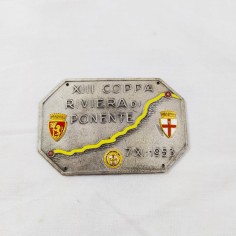 XIII COPPA
RIVIERA DI
PONENTE